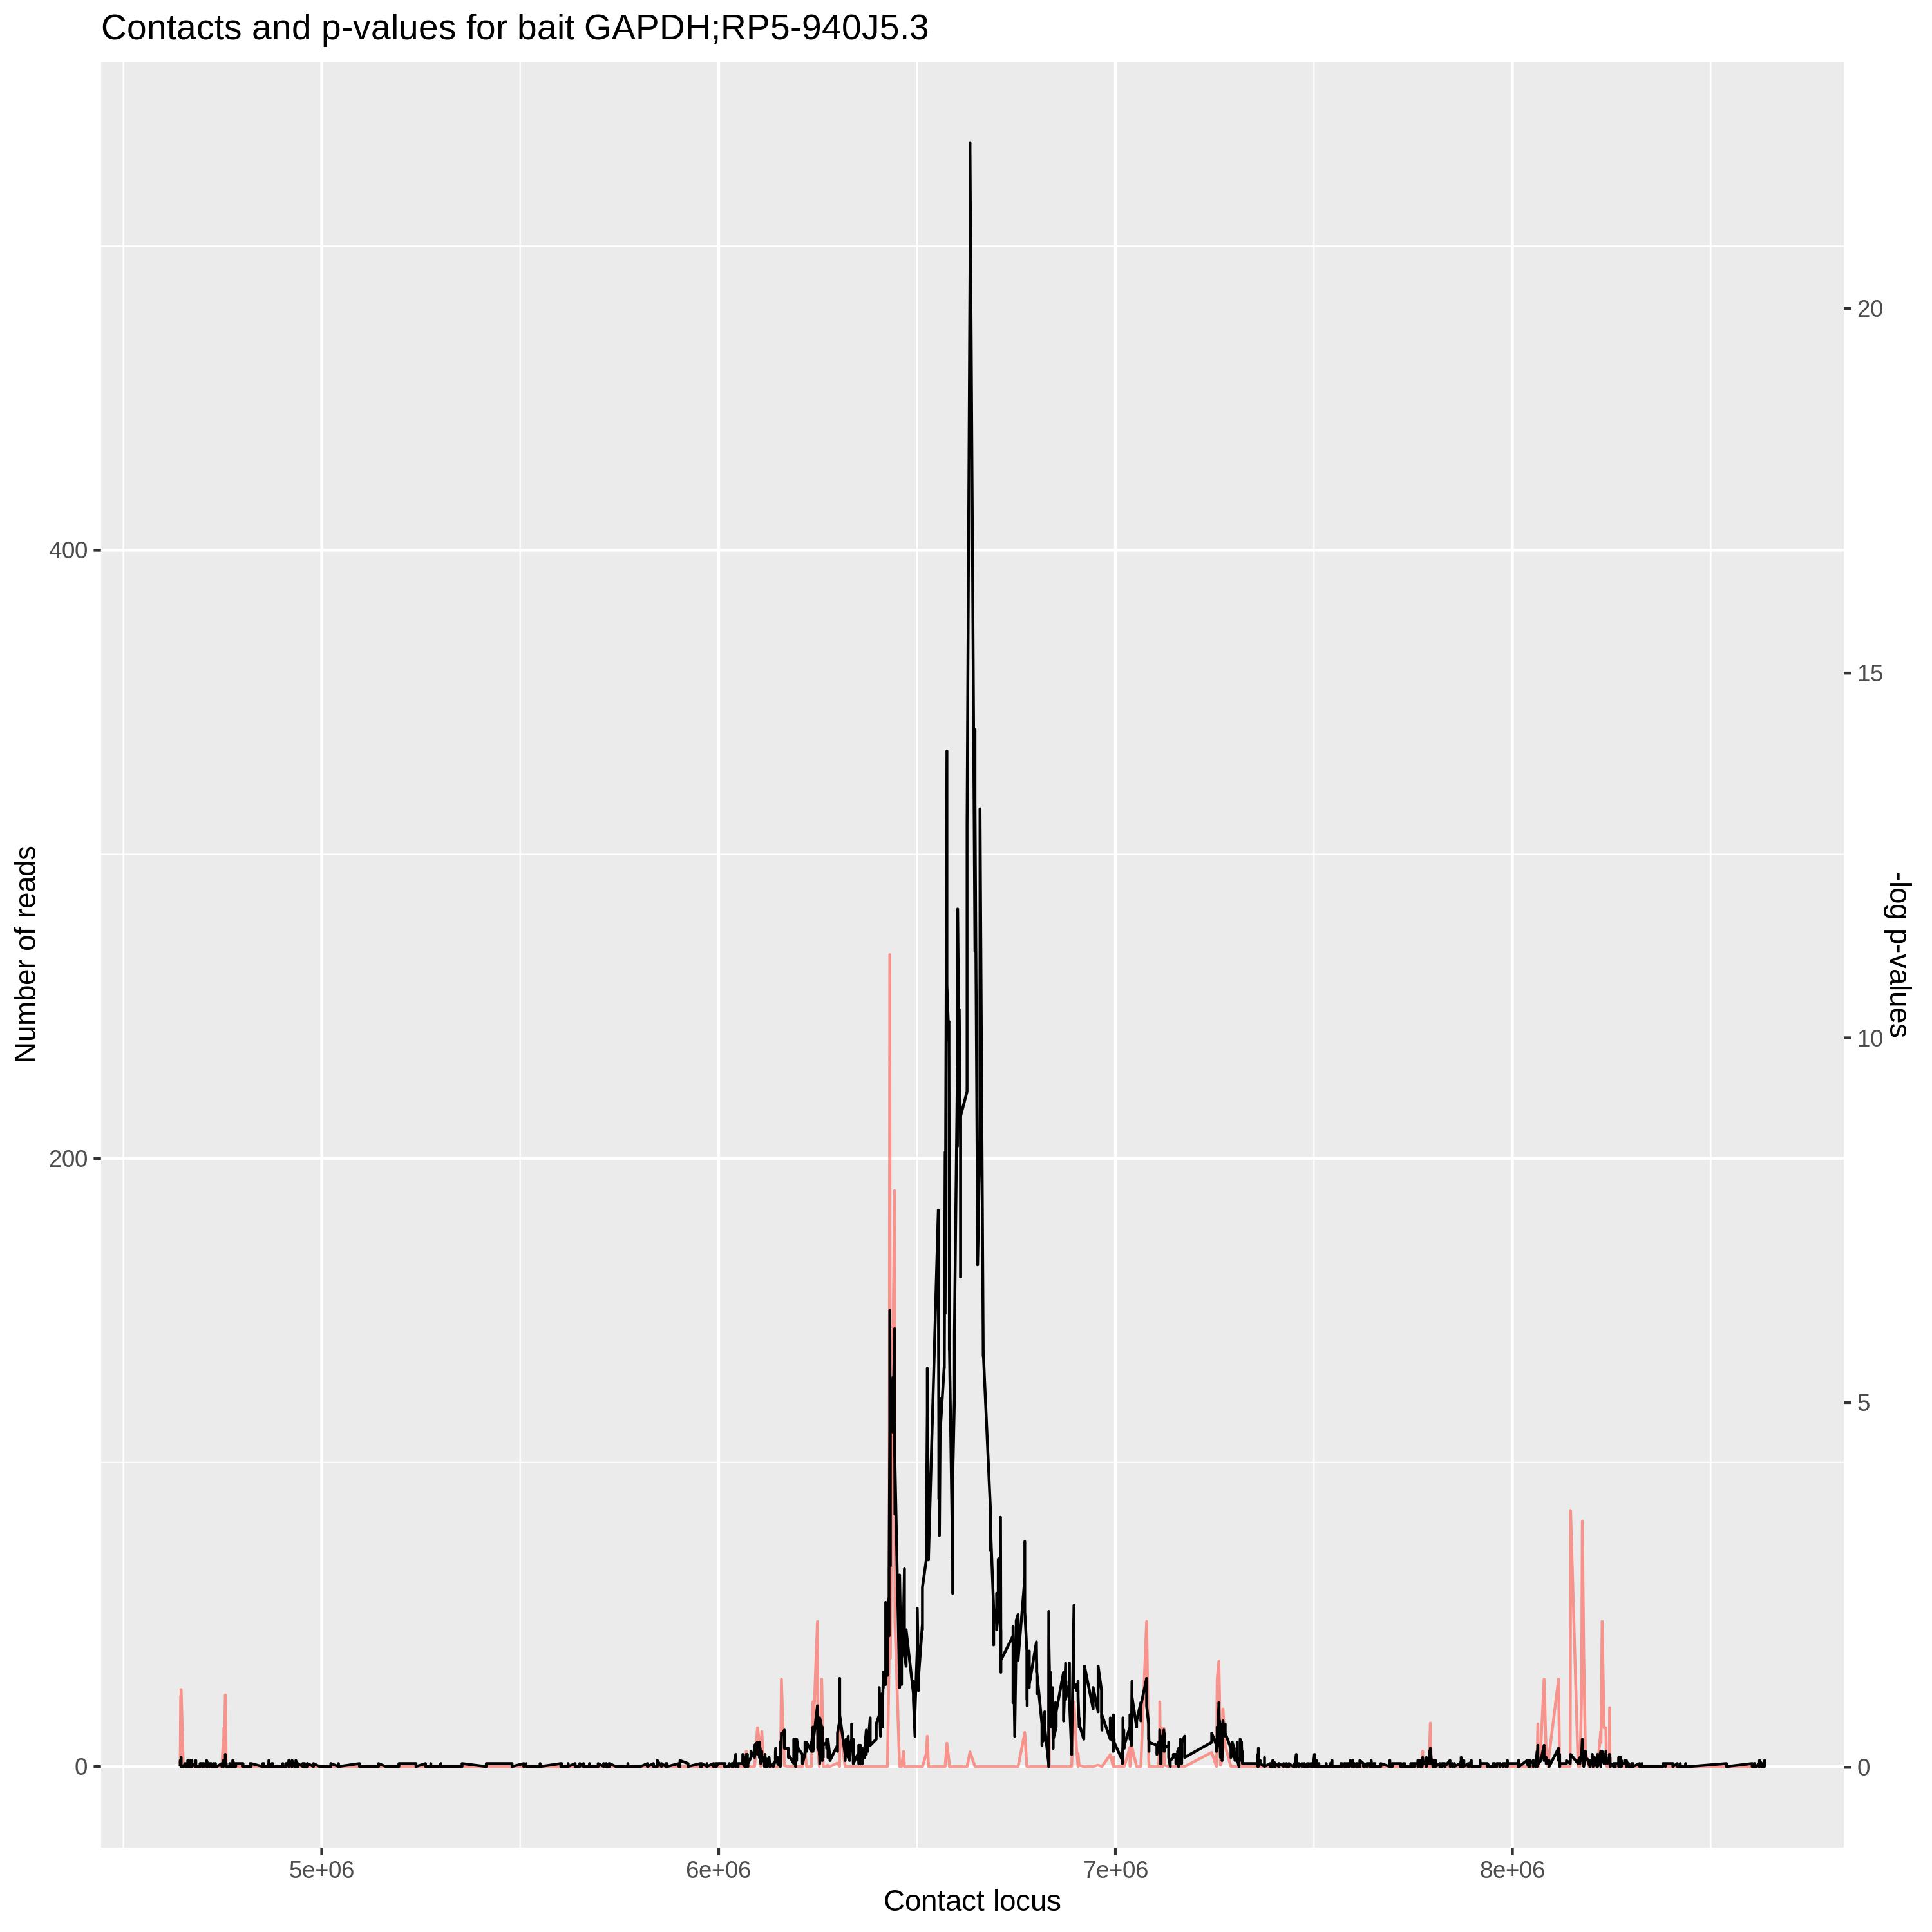 Contacts and p-values for bait GAPDH;RP5-940J5.3
Number of reads
400
200
0
20
15
10
5
0
-log p-values
5e+06
6e+06
7e+06
8e+06
Contact locus